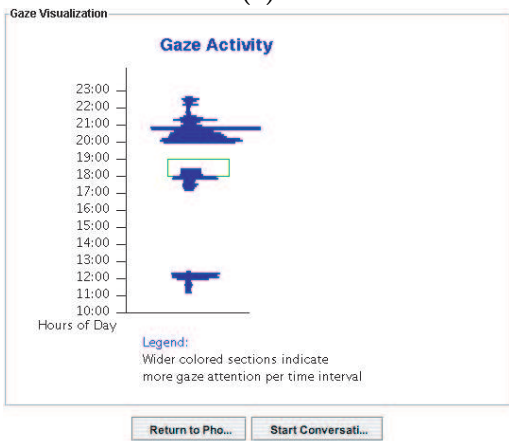 Gaze Visualization
Gaze Activity
23:00
22:00
21:00
20:00
19:00
18:00
17:00
16:00
15:00
14:00
13:00
12:00
11:00
10:00
Hours of Day
Legend:
Wider colored sections indicate
more gaze attention per time interval
Return to Pho...
Start Conversati...